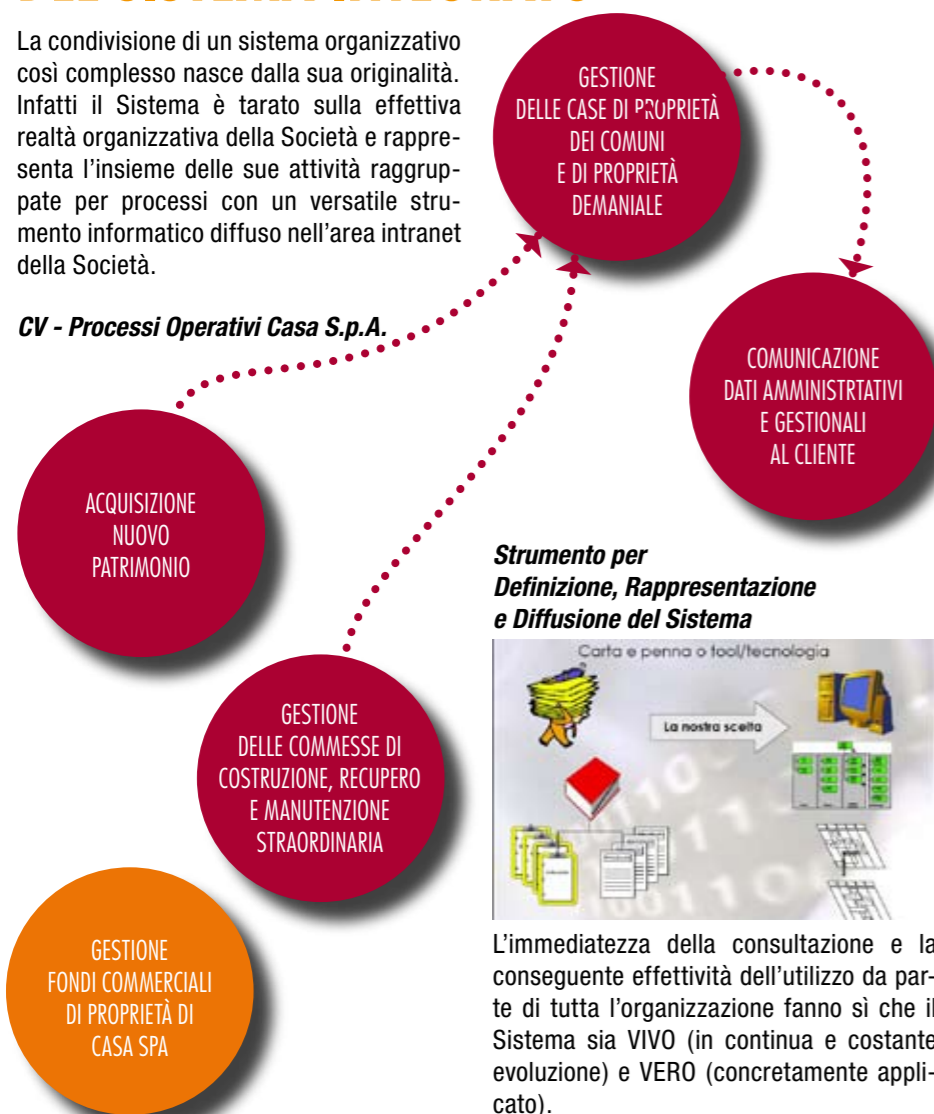 La condivisione di un sistema organizzativo
così complesso nasce dalla sua originalità.
Infatti il Sistema è tarato sulla effettiva
realtà organizzativa della Società e rappre-
senta l'insieme delle sue attività raggrup-
pate per processi con un versatile stru-
mento informatico diffuso nell'area intranet
della Società.
CV - Processi Operativi Casa S.p.A.
GESTIONE
DELLE CASE DI PROPRIETÀ
DEI COMUNI
E DI PROPRIETÀ
DEMANIALE
COMUNICAZIONE
DATI AMMINISTRTATIVI
E GESTIONALI
AL CLIENTE
ACQUISIZIONE
NUOVO
PATRIMONIO
GESTIONE
DELLE COMMESSE DI
COSTRUZIONE, RECUPERO
E MANUTENZIONE
STRAORDINARIA
GESTIONE
FONDI COMMERCIALI
DI PROPRIETÀ DI
CASA SPA
Strumento per
Definizione, Rappresentazione
e Diffusione del Sistema
Carta e penna o tool/tecnologia
La nostra scelta
L'immediatezza della consultazione e la
conseguente effettività dell'utilizzo da par-
te di tutta l'organizzazione fanno sì che il
Sistema sia VIVO (in continua e costante
evoluzione) e VERO (concretamente appli-
cato).